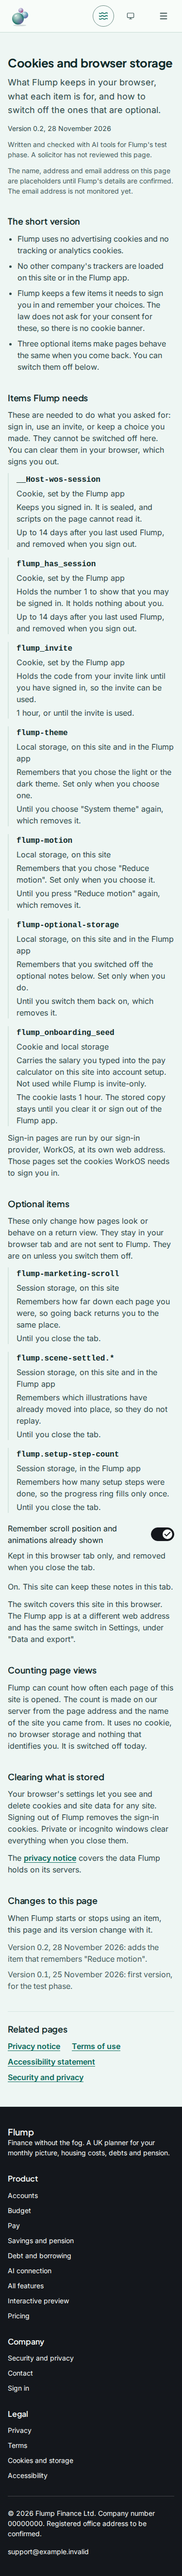 Cookies and browser storage
What Flump keeps in your browser,
what each item is for, and how to
switch off the ones that are optional.
Version 0.2, 28 November 2026
Written and checked with AI tools for Flump's test
phase. A solicitor has not reviewed this page.
The name, address and email address on this page
are placeholders until Flump's details are confirmed.
The email address is not monitored yet.
The short version
• Flump uses no advertising cookies and no
tracking or analytics cookies.
• No other company's trackers are loaded
on this site or in the Flump app.
• Flump keeps a few items it needs to sign
you in and remember your choices. The
law does not ask for your consent for
these, so there is no cookie banner.
• Three optional items make pages behave
the same when you come back. You can
switch them off below.
Items Flump needs
These are needed to do what you asked for:
sign in, use an invite, or keep a choice you
made. They cannot be switched off here.
You can clear them in your browser, which
signs you out.
__Host-wos-session
Cookie, set by the Flump app
Keeps you signed in. It is sealed, and
scripts on the page cannot read it.
Up to 14 days after you last used Flump,
and removed when you sign out.
flump_has_session
Cookie, set by the Flump app
Holds the number 1 to show that you may
be signed in. It holds nothing about you.
Up to 14 days after you last used Flump,
and removed when you sign out.
flump_invite
Cookie, set by the Flump app
Holds the code from your invite link until
you have signed in, so the invite can be
used.
1 hour, or until the invite is used.
flump-theme
Local storage, on this site and in the Flump
app
Remembers that you chose the light or the
dark theme. Set only when you choose
one.
Until you choose "System theme" again,
which removes it.
flump-motion
Local storage, on this site
Remembers that you chose "Reduce
motion". Set only when you choose it.
Until you press "Reduce motion" again,
which removes it.
flump-optional-storage
Local storage, on this site and in the Flump
app
Remembers that you switched off the
optional notes below. Set only when you
do.
Until you switch them back on, which
removes it.
flump_onboarding_seed
Cookie and local storage
Carries the salary you typed into the pay
calculator on this site into account setup.
Not used while Flump is invite-only.
The cookie lasts 1 hour. The stored copy
stays until you clear it or sign out of the
Flump app.
Sign-in pages are run by our sign-in
provider, WorkOS, at its own web address.
Those pages set the cookies WorkOS needs
to sign you in.
Optional items
These only change how pages look or
behave on a return view. They stay in your
browser tab and are not sent to Flump. They
are on unless you switch them off.
flump-marketing-scroll
Session storage, on this site
Remembers how far down each page you
were, so going back returns you to the
same place.
Until you close the tab.
flump.scene-settled.*
Session storage, on this site and in the
Flump app
Remembers which illustrations have
already moved into place, so they do not
replay.
Until you close the tab.
flump.setup-step-count
Session storage, in the Flump app
Remembers how many setup steps were
done, so the progress ring fills only once.
Until you close the tab.
Remember scroll position and
animations already shown
Kept in this browser tab only, and removed
when you close the tab.
On. This site can keep these notes in this tab.
The switch covers this site in this browser.
The Flump app is at a different web address
and has the same switch in Settings, under
"Data and export".
Counting page views
Flump can count how often each page of this
site is opened. The count is made on our
server from the page address and the name
of the site you came from. It uses no cookie,
no browser storage and nothing that
identifies you. It is switched off today.
Clearing what is stored
Your browser's settings let you see and
delete cookies and site data for any site.
Signing out of Flump removes the sign-in
cookies. Private or incognito windows clear
everything when you close them.
The privacy notice covers the data Flump
holds on its servers.
Changes to this page
When Flump starts or stops using an item,
this page and its version change with it.
Version 0.2, 28 November 2026: adds the
item that remembers "Reduce motion".
Version 0.1, 25 November 2026: first version,
for the test phase.
Related pages
Privacy notice Terms of use
Accessibility statement
Security and privacy
Flump
Finance without the fog. A UK planner for your
monthly picture, housing costs, debts and pension.
Product
Accounts
Budget
Pay
Savings and pension
Debt and borrowing
AI connection
All features
Interactive preview
Pricing
Company
Security and privacy
Contact
Sign in
Legal
Privacy
Terms
Cookies and storage
Accessibility
© 2026 Flump Finance Ltd. Company number
00000000. Registered office address to be
confirmed.
support@example.invalid